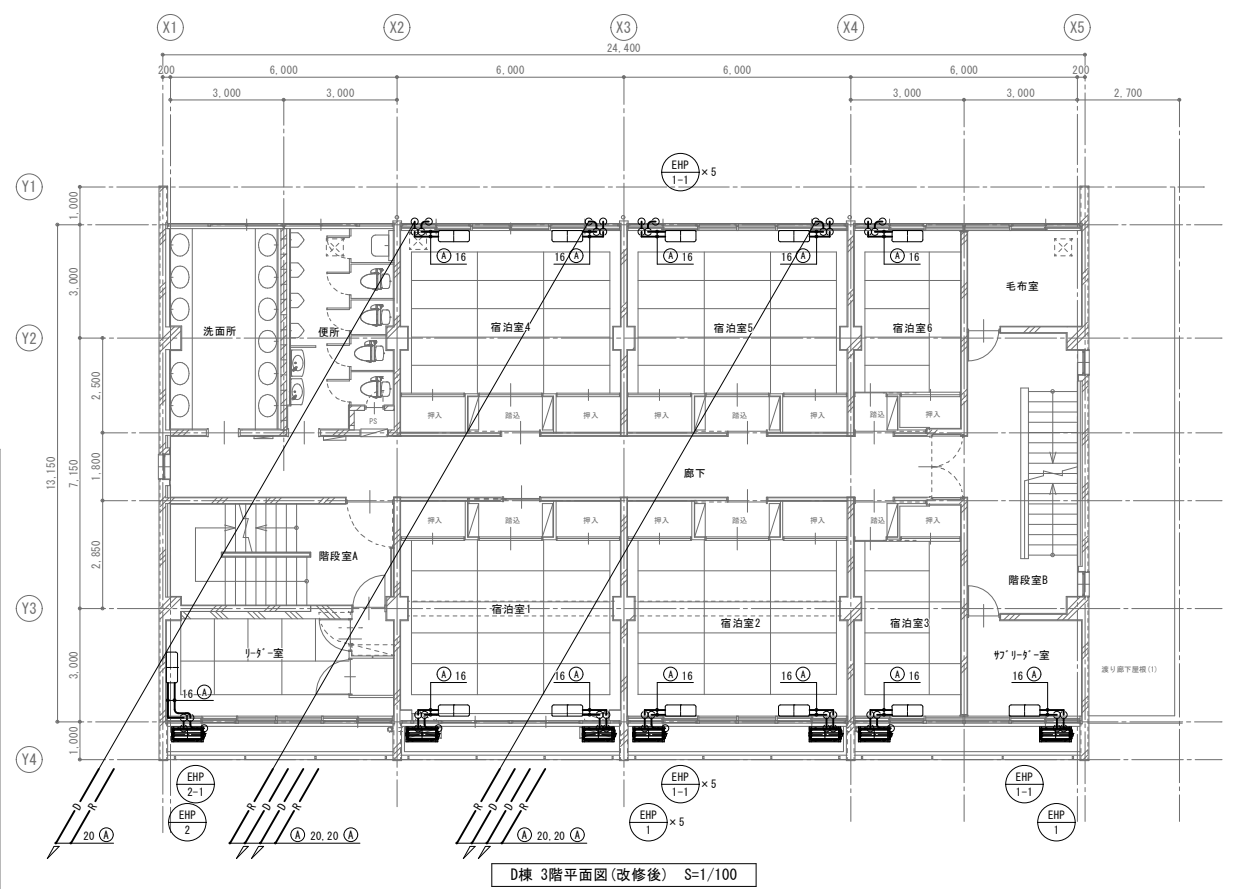 X1 X2 X3 X4 X5
24,400
200 6,000 6,000 6,000 6,000 200
3,000 3,000 3,000 3,000 2,700
EHP
1-1 ×5
Y1
1,000
Ⓐ 16 16 Ⓐ Ⓐ 16 16 Ⓐ Ⓐ 16
3,000
毛布室
洗面所 便所 宿泊室4 宿泊室5 宿泊室6
Y2
2,500
押入 踏込 押入 押入 踏込 押入 踏込 押入
PS
13,150 7,150 1,800
廊下
押入 踏込 押入 押入 踏込 押入 踏込 押入
2,850
階段室A
階段室B
Y3
宿泊室1 宿泊室2 宿泊室3
リーダー室 サブリーダー室
3,000
渡り廊下屋根(1)
16 Ⓐ Ⓐ 16 16 Ⓐ Ⓐ 16 16 Ⓐ Ⓐ 16 16 Ⓐ
1,000
Y4
EHP
2-1
EHP
1-1 ×5
EHP
1-1
EHP
2
EHP
1 ×5
EHP
1
D R
R D D R
R D D R
20 Ⓐ
Ⓐ 20,20 Ⓐ
Ⓐ 20,20 Ⓐ
D棟 3階平面図(改修後) S=1/100